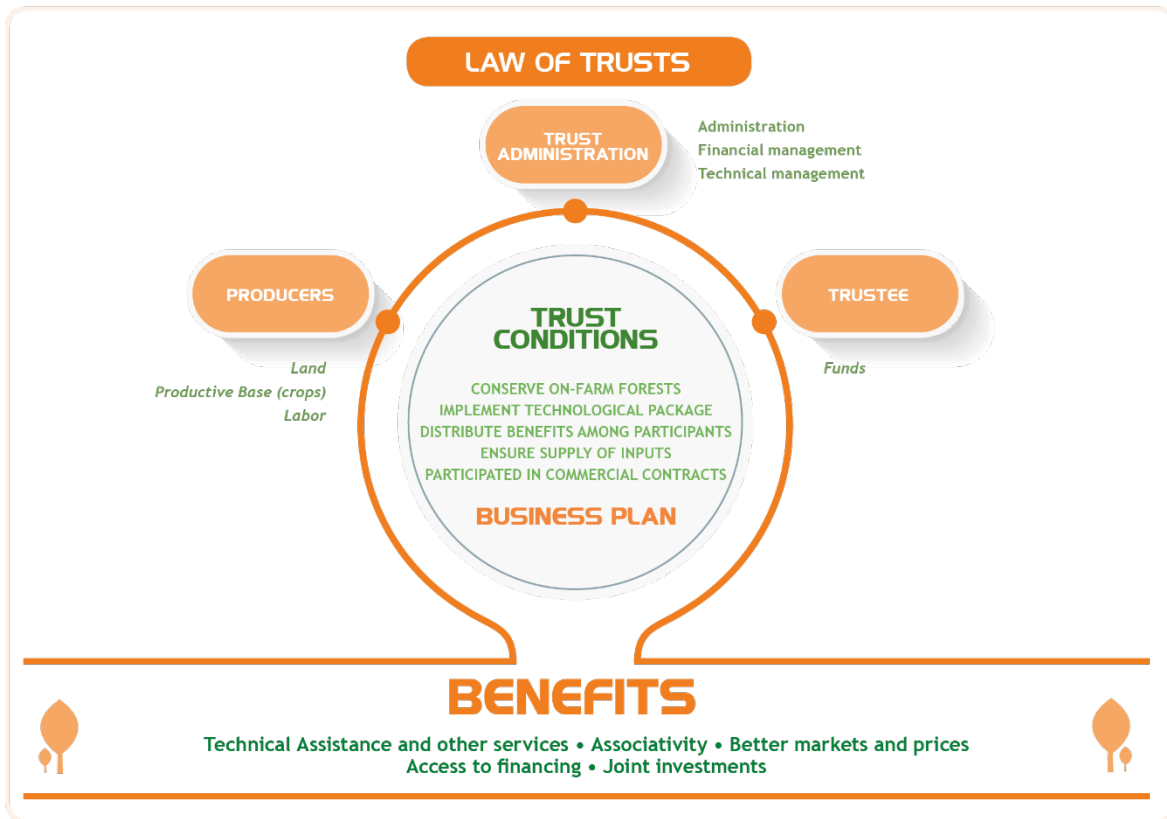 LAW OF TRUSTS
TRUST
ADMINISTRATION
Administration
Financial management
Technical management
PRODUCERS
Land
Productive Base (crops)
Labor
TRUSTEE
Funds
TRUST
CONDITIONS
CONSERVE ON-FARM FORESTS
IMPLEMENT TECHNOLOGICAL PACKAGE
DISTRIBUTE BENEFITS AMONG PARTICIPANTS
ENSURE SUPPLY OF INPUTS
PARTICIPATED IN COMMERCIAL CONTRACTS
BUSINESS PLAN
BENEFITS
Technical Assistance and other services • Associativity • Better markets and prices
Access to financing • Joint investments